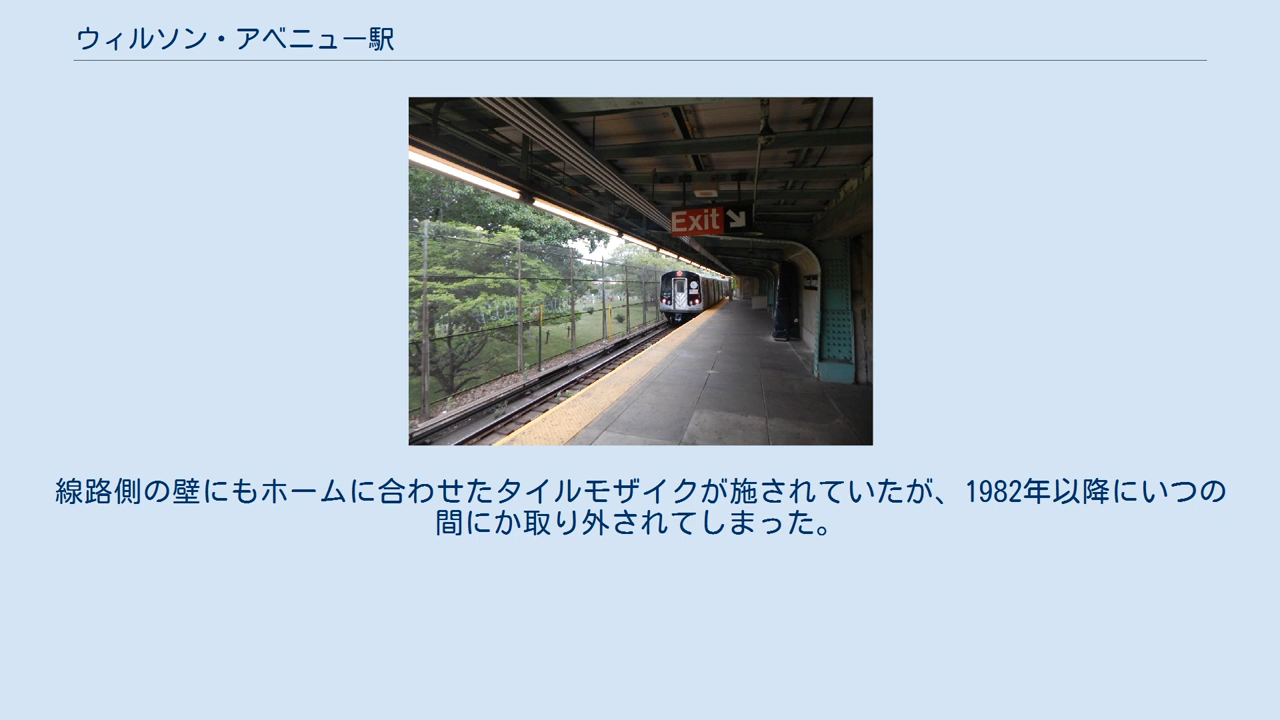 ウィルソン・アベニュー駅
Exit
線路側の壁にもホームに合わせたタイルモザイクが施されていたが、1982年以降にいつの
間にか取り外されてしまった。